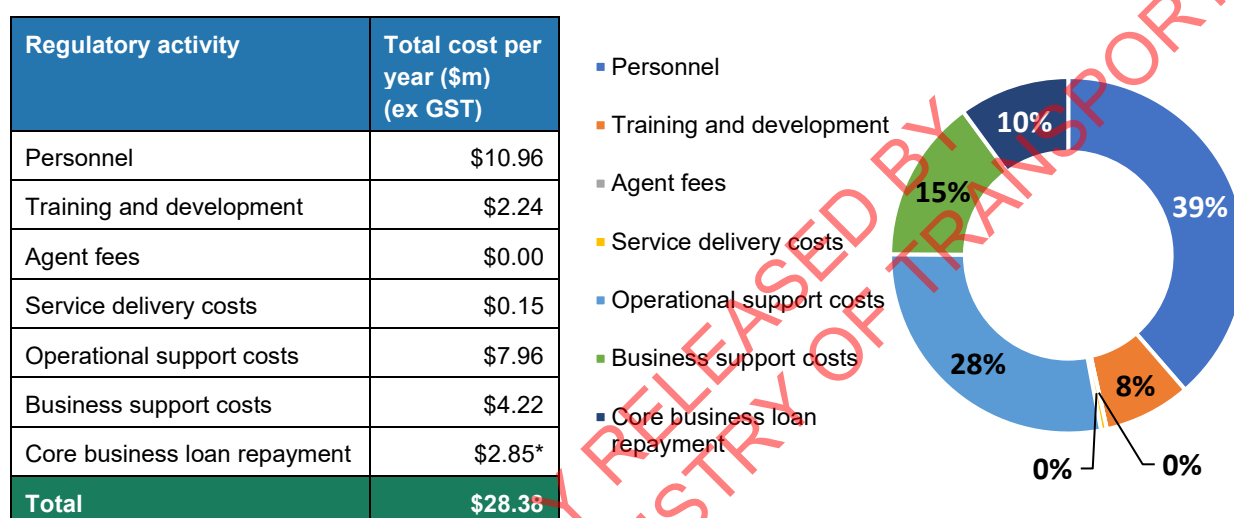 Regulatory activity
Total cost per
year ($m)
(ex GST)
Personnel $10.96
Training and development $2.24
Agent fees $0.00
Service delivery costs $0.15
Operational support costs $7.96
Business support costs $4.22
Core business loan repayment $2.85*
Total $28.38
Personnel
Training and development
Agent fees
Service delivery costs
Operational support costs
Business support costs
Core business loan
repayment
10%
39%
15%
28%
8%
0%
0%
Y RELEASED BY
ISTRY OF TRANSPOR